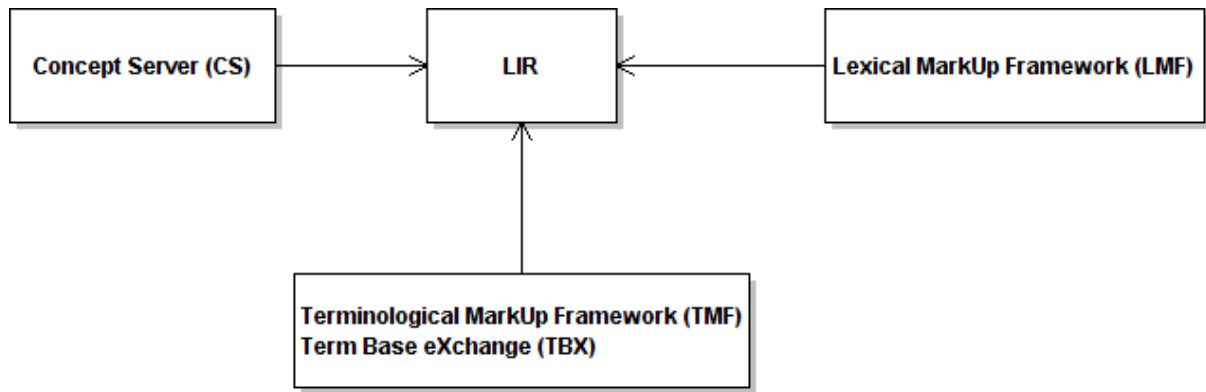 Concept Server (CS)
LIR
Lexical MarkUp Framework (LMF)
Terminological MarkUp Framework (TMF)
Term Base eXchange (TBX)